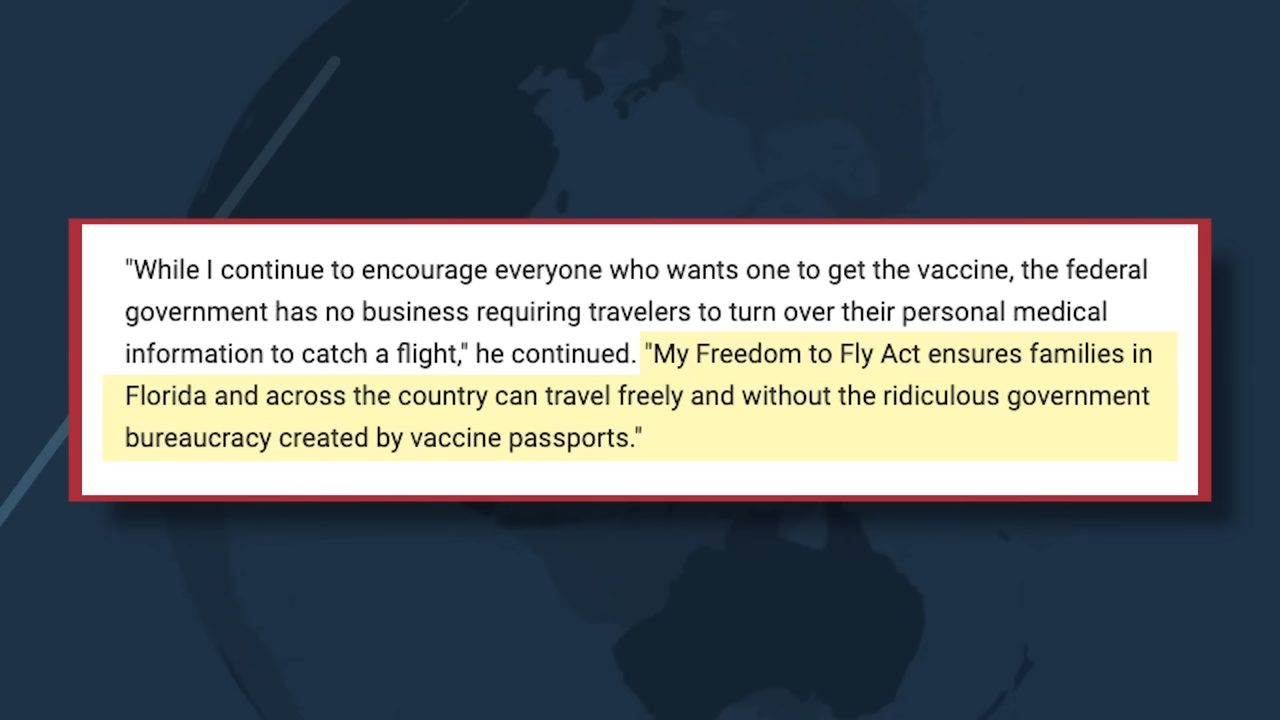 "While I continue to encourage everyone who wants one to get the vaccine, the federal
government has no business requiring travelers to turn over their personal medical
information to catch a flight," he continued. "My Freedom to Fly Act ensures families in
Florida and across the country can travel freely and without the ridiculous government
bureaucracy created by vaccine passports."